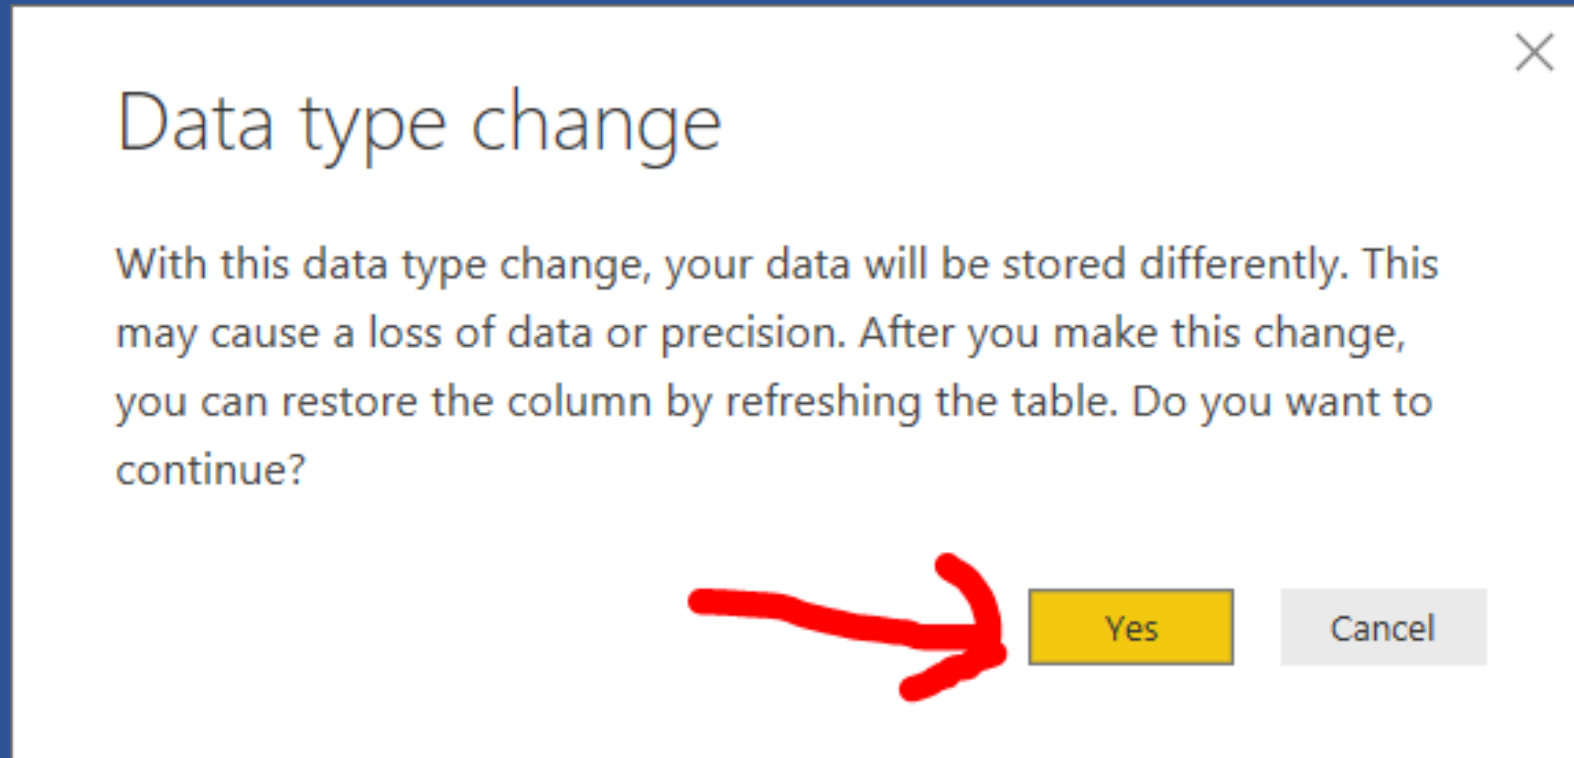 Data type change
With this data type change, your data will be stored differently. This
may cause a loss of data or precision. After you make this change,
you can restore the column by refreshing the table. Do you want to
continue?
Yes Cancel